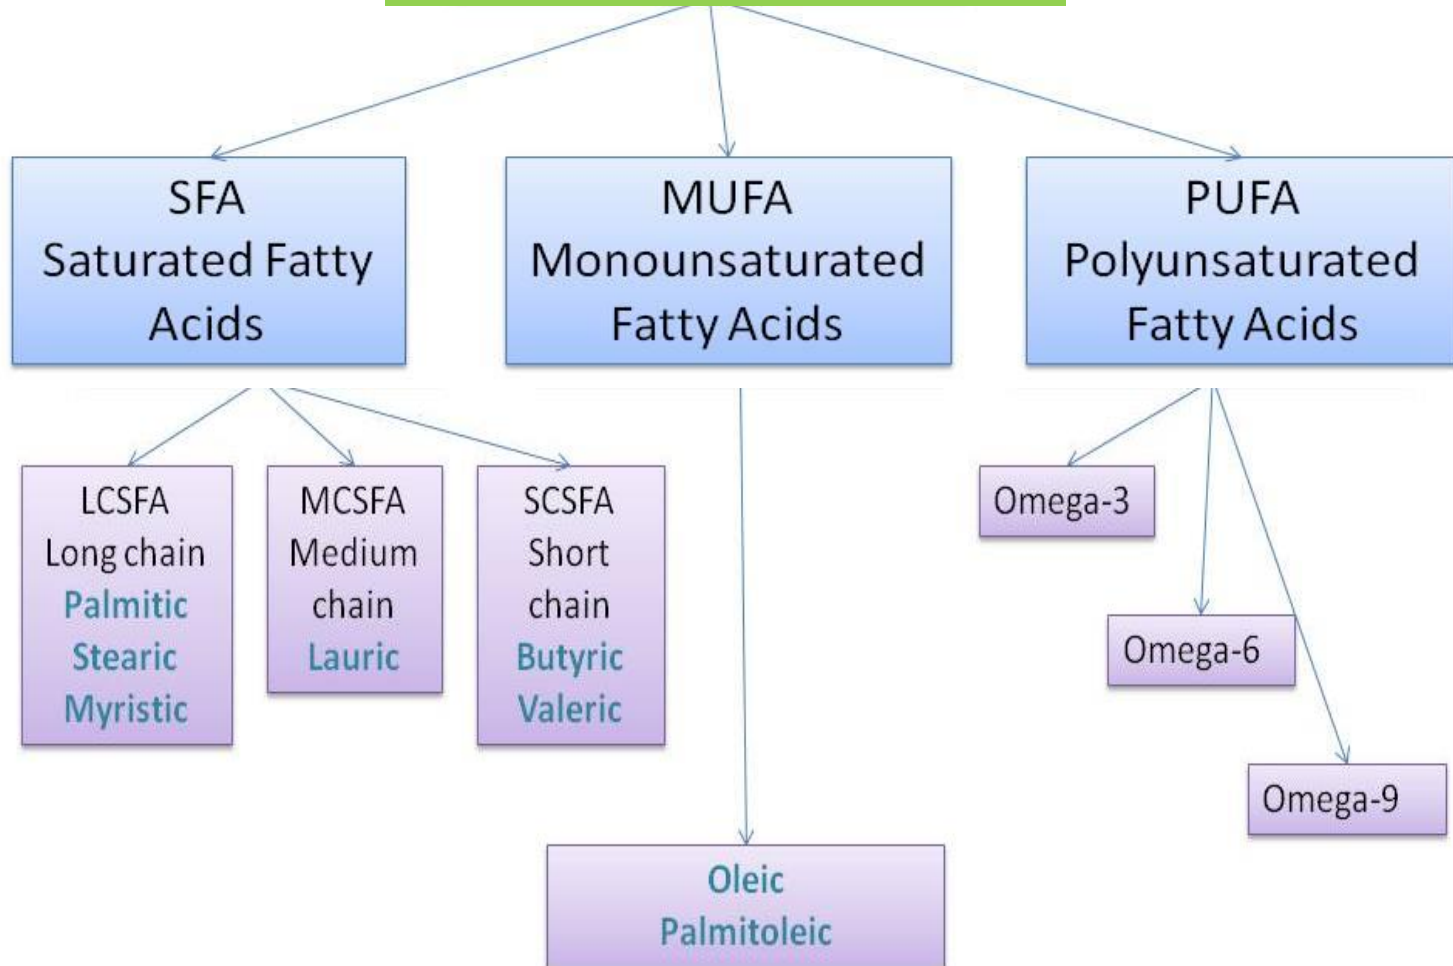 SFA
Saturated Fatty
Acids
MUFA
Monounsaturated
Fatty Acids
PUFA
Polyunsaturated
Fatty Acids
LCSFA
Long chain
Palmitic
Stearic
Myristic
MCSFA
Medium
chain
Lauric
SCSFA
Short
chain
Butyric
Valeric
Omega-3
Omega-6
Omega-9
Oleic
Palmitoleic